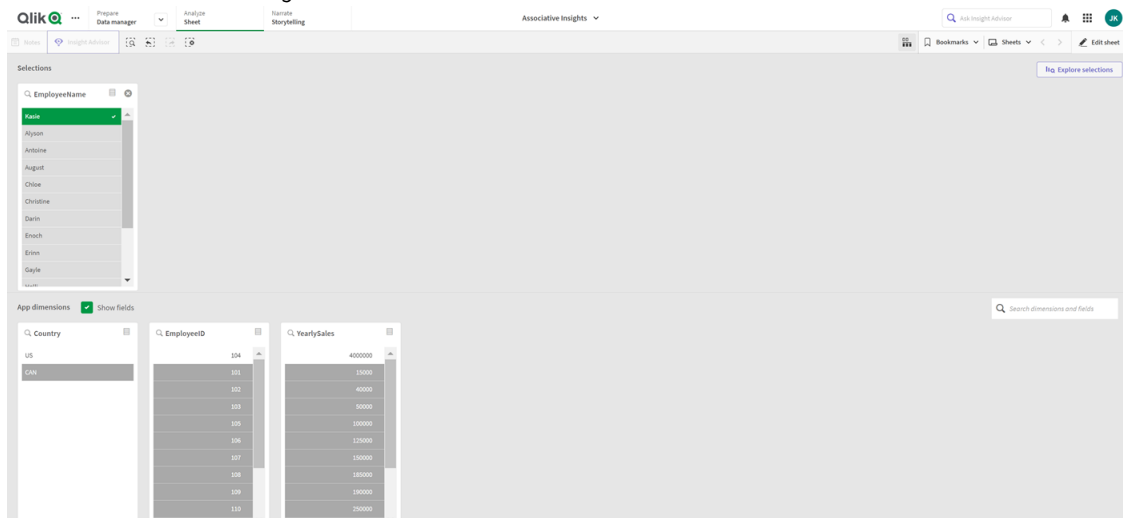 Qlik
Prepare
Data manager
Analyze
Sheet
Narrate
Storytelling
Associative Insights
Ask Insight Advisor
JK
Notes
Insight Advisor
Bookmarks
Sheets
Edit sheet
Selections
Explore selections
EmployeeName
Kasie
Alyson
Antoine
August
Chloe
Christine
Darin
Enoch
Erinn
Gayle
App dimensions
Show fields
Search dimensions and fields
Country
US
CAN
EmployeeID
104
101
102
103
105
106
107
108
109
110
YearlySales
4000000
15000
40000
50000
100000
125000
150000
185000
190000
250000